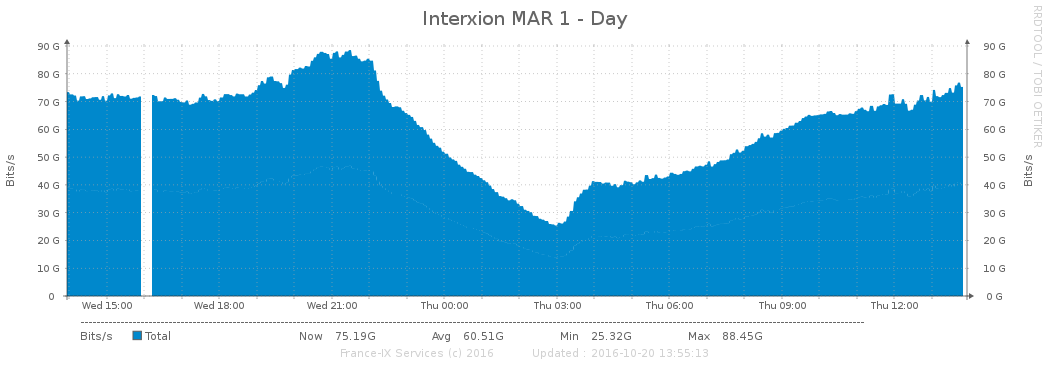 Interxion MAR 1 - Day
RRDTOOL / TOBI OETIKER
Bits/s
90 G 90 G
80 G 80 G
70 G 70 G
60 G 60 G
50 G 50 G
40 G 40 G
30 G 30 G
20 G 20 G
10 G 10 G
0 0 G
Bits/s
Wed 15:00 Wed 18:00 Wed 21:00 Thu 00:00 Thu 03:00 Thu 06:00 Thu 09:00 Thu 12:00
Bits/s Total Now 75.19G Avg 60.51G Min 25.32G Max 88.45G
France-IX Services (c) 2016 Updated : 2016-10-20 13:55:13